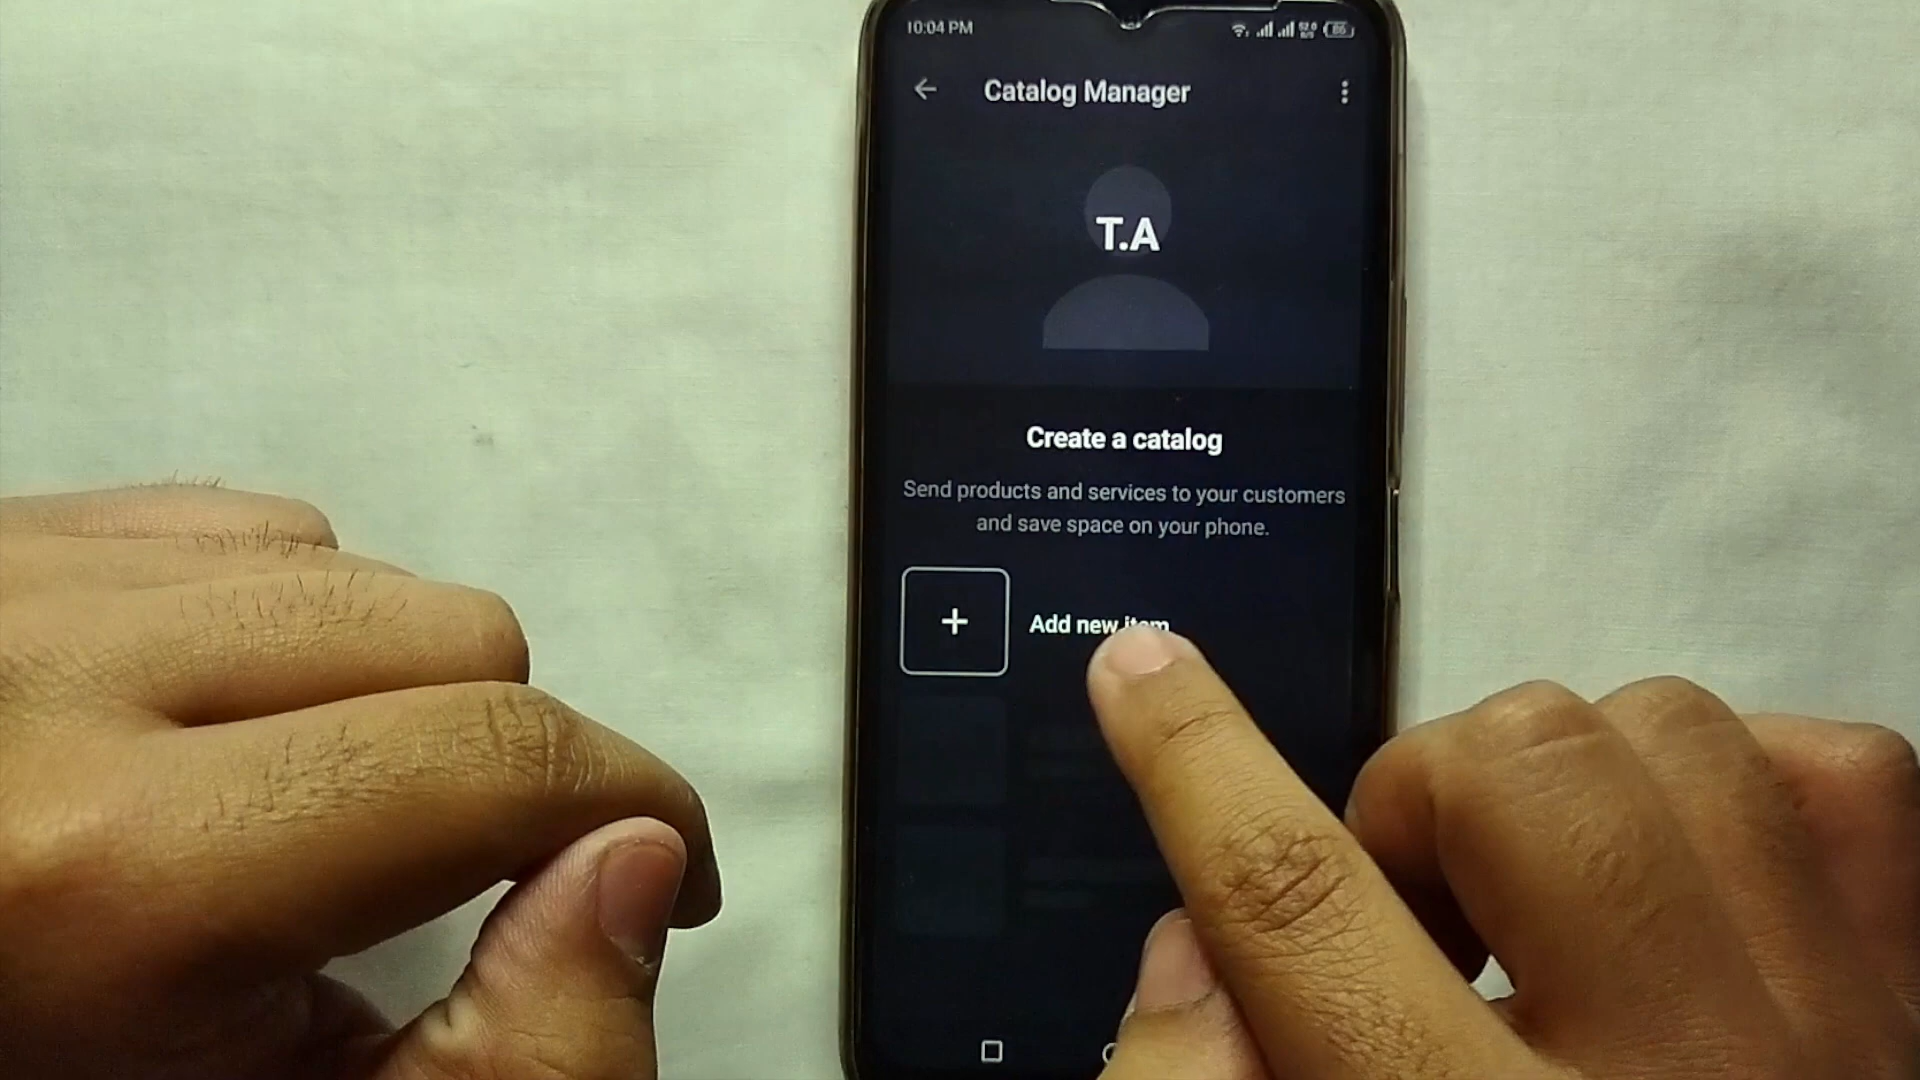 10:04 PM
86
Catalog Manager
T.A
Create a catalog
Send products and services to your customers
and save space on your phone.
Add new item